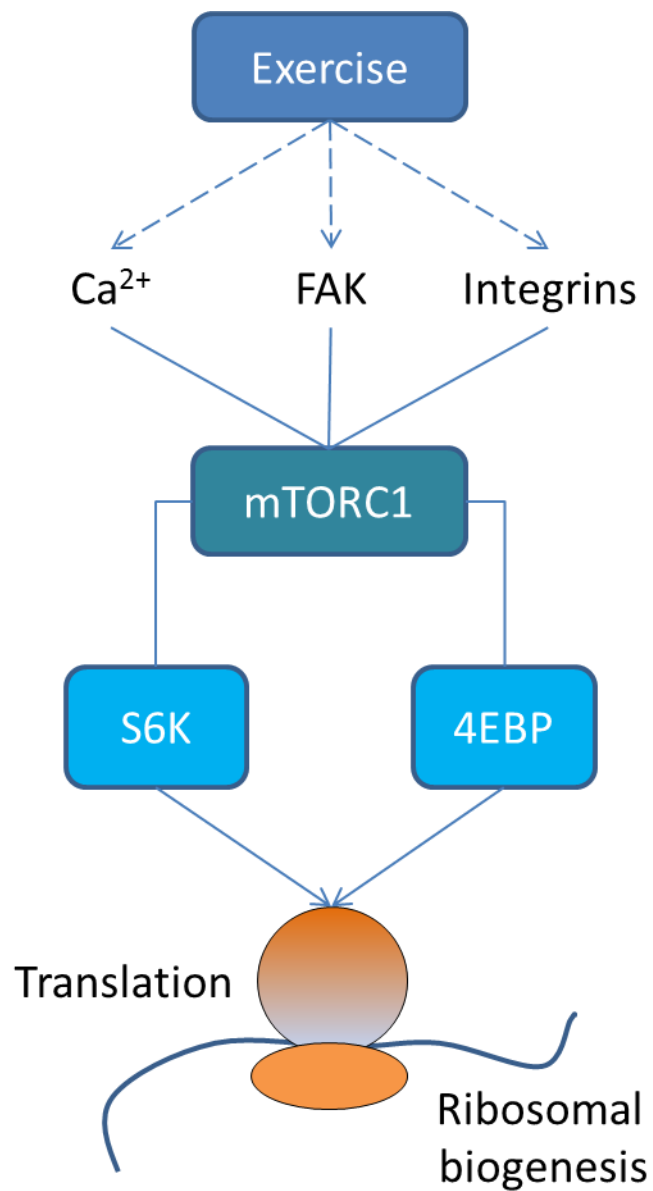 Exercise
Ca²⁺
FAK
Integrins
mTORC1
S6K
4EBP
Translation
Ribosomal
biogenesis